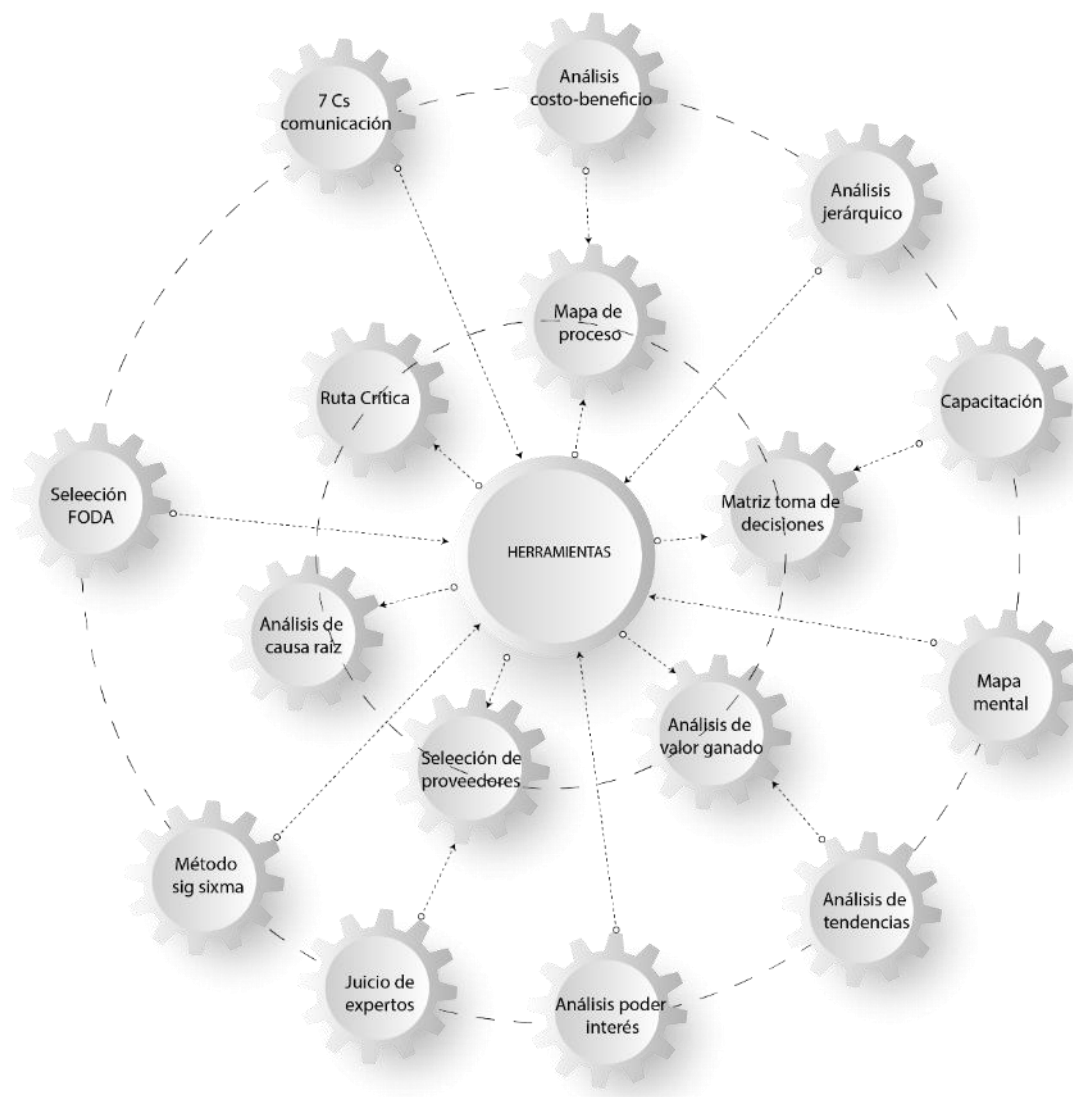 7 Cs
comunicación
Análisis
costo-beneficio
Análisis
jerárquico
Mapa de
proceso
Ruta Crítica
Capacitación
Seleección
FODA
Matriz toma de
decisiones
HERRAMIENTAS
Análisis de
causa raíz
Mapa
mental
Análisis de
valor ganado
Seleección de
proveedores
Método
sig sixma
Análisis de
tendencias
Juicio de
expertos
Análisis poder
interés